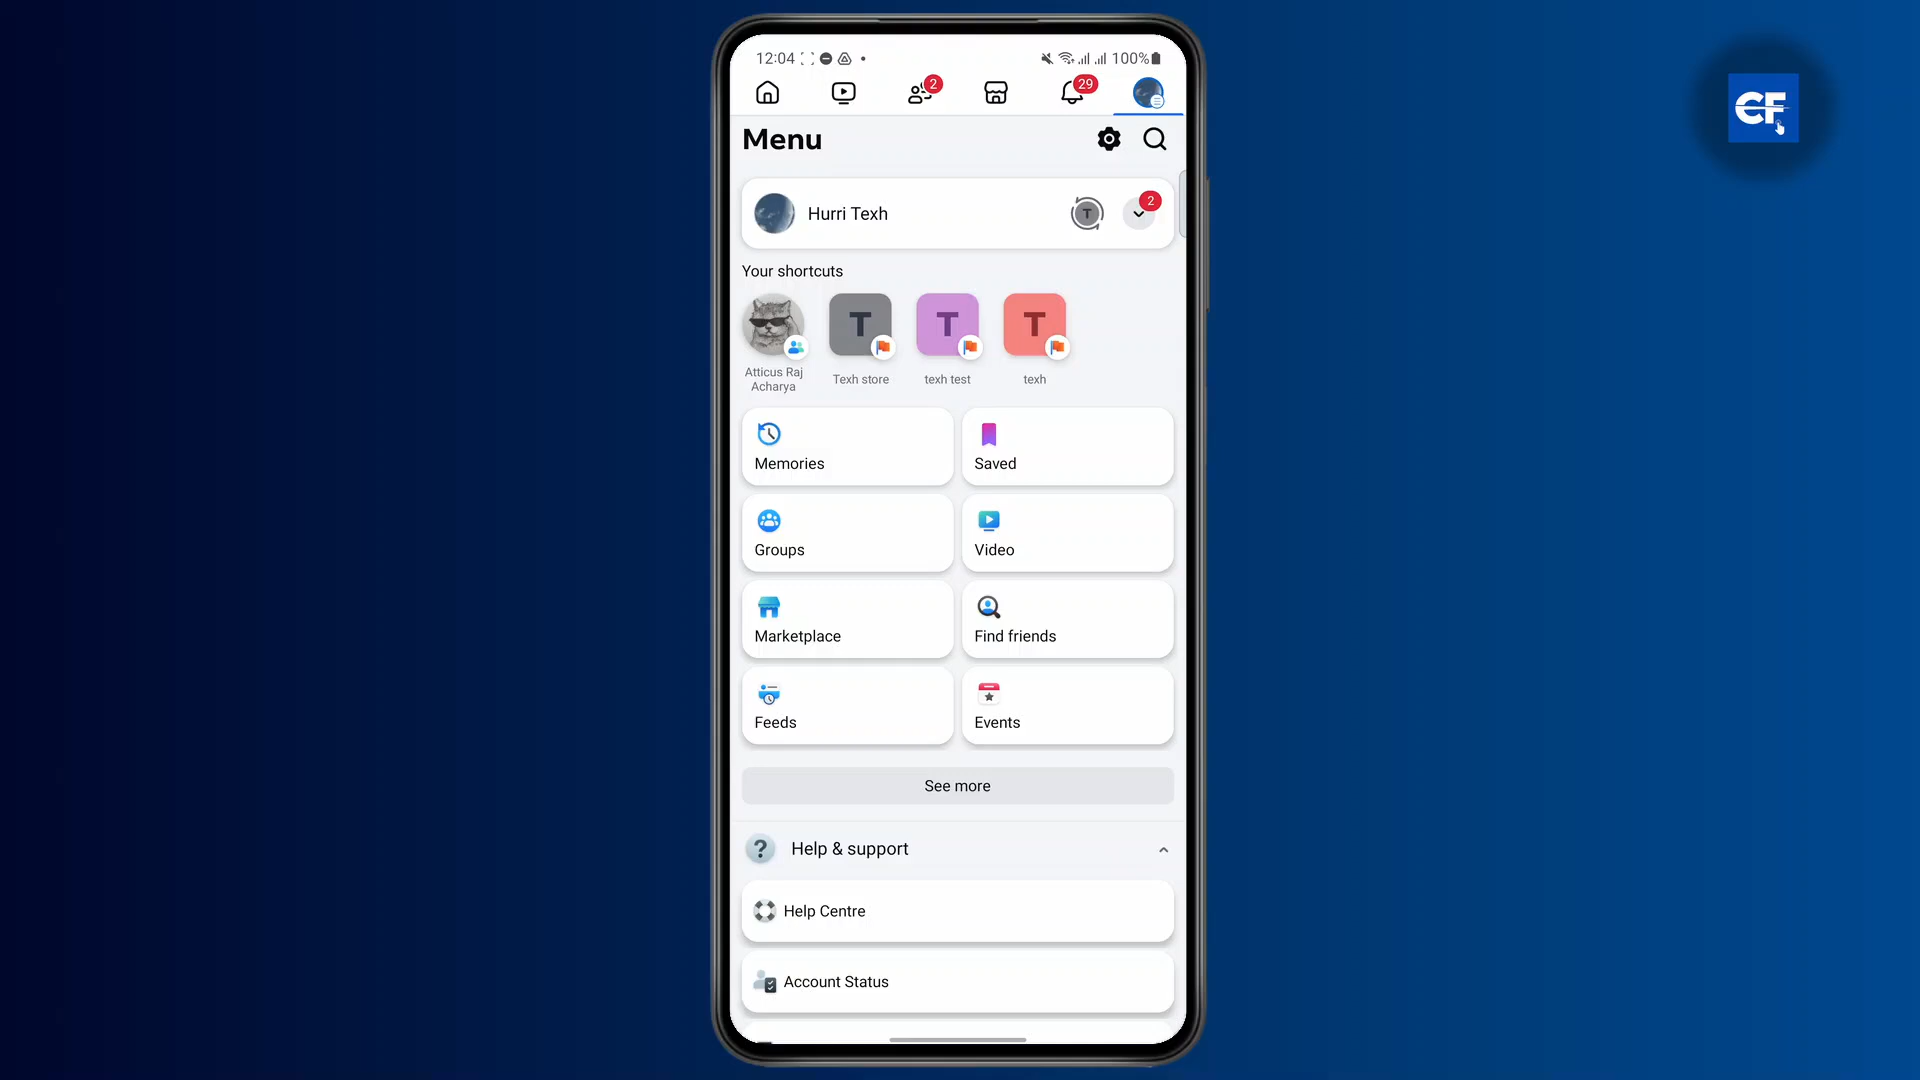 12:04 100%
2 29
CF
Menu
Hurri Texh T 2
Your shortcuts
T T T
Atticus Raj
Acharya
Texh store texh test texh
Memories Saved
Groups Video
Marketplace Find friends
Feeds Events
See more
? Help & support
Help Centre
Account Status